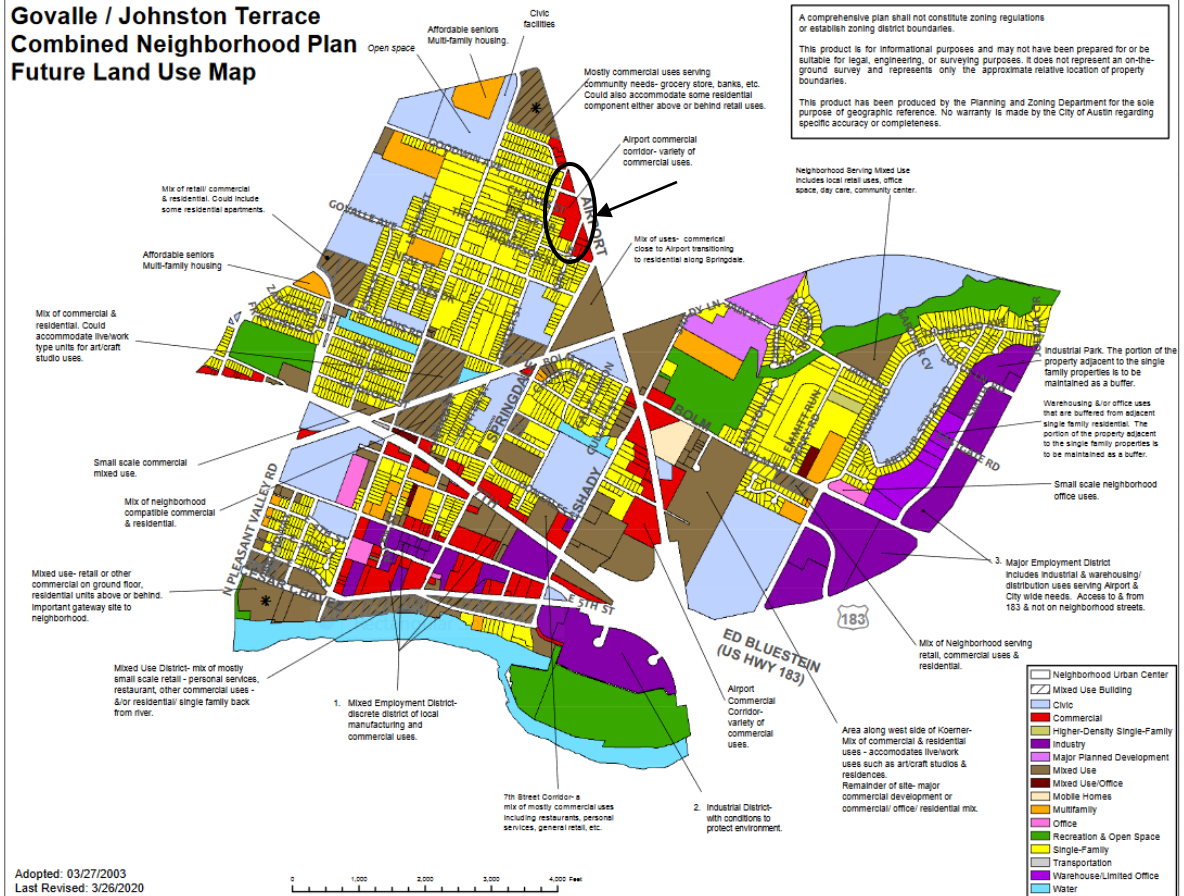 Govalle / Johnston Terrace
Combined Neighborhood Plan
Future Land Use Map
A comprehensive plan shall not constitute zoning regulations
or establish zoning district boundaries.
This product is for informational purposes and may not have been prepared for or be
suitable for legal, engineering, or surveying purposes. It does not represent an on-the-
ground survey and represents only the approximate relative location of property
boundaries.
This product has been produced by the Planning and Zoning Department for the sole
purpose of geographic reference. No warranty is made by the City of Austin regarding
specific accuracy or completeness.
Open space
Affordable seniors
Multi-family housing.
Civic
facilities
Mostly commercial uses serving
community needs- grocery store, banks, etc.
Could also accommodate some residential
component either above or behind retail uses.
Airport commercial
corridor- variety of
commercial uses.
Neighborhood Serving Mixed Use
includes local retail uses, office
space, day care, community center.
Mix of retail/ commercial
& residential. Could include
some residential apartments.
Mix of uses- commerical
close to Airport transitioning
to residential along Springdale.
Affordable seniors
Multi-family housing
Mix of commercial &
residential. Could
accommodate live/work
type units for art/craft
studio uses.
Industrial Park. The portion of the
property adjacent to the single
family properties is to be
maintained as a buffer.
Warehousing &/or office uses
that are buffered from adjacent
single family residential. The
portion of the property adjacent
to the single family properties is
to be maintained as a buffer.
Small scale commercial
mixed use.
Small scale neighborhood
office uses.
Mix of neighborhood
compatible commercial
& residential.
3. Major Employment District
includes industrial & warehousing/
distribution uses serving Airport &
City wide needs. Access to & from
183 & not on neighborhood streets.
Mixed use- retail or other
commercial on ground floor,
residential units above or behind.
Important gateway site to
neighborhood.
Mix of Neighborhood serving
retail, commercial uses &
residential.
Mixed Use District- mix of mostly
small scale retail - personal services,
restaurant, other commercial uses -
&/or residential/ single family back
from river.
1. Mixed Employment District-
discrete district of local
manufacturing and
commercial uses.
Airport
Commercial
Corridor-
variety of
commercial
uses.
Area along west side of Koerner-
Mix of commercial & residential
uses - accomodates live/work
uses such as art/craft studios &
residences.
Remainder of site- major
commercial development or
commercial/ office/ residential mix.
7th Street Corridor- a
mix of mostly commercial uses
including restaurants, personal
services, general retail, etc.
2. Industrial District-
with conditions to
protect environment.
GOODWIN AVE
GOVALLE AVE
AIRPORT
BOLM
SPRINGDALE
SHADY
7TH
N PLEASANT VALLEY RD
CESAR CHAVEZ
E 5TH ST
EMMETT RUN
ED BLUESTEIN
(US HWY 183)
183
Neighborhood Urban Center
Mixed Use Building
Civic
Commercial
Higher-Density Single-Family
Industry
Major Planned Development
Mixed Use
Mixed Use/Office
Mobile Homes
Multifamily
Office
Recreation & Open Space
Single-Family
Transportation
Warehouse/Limited Office
Water
Adopted: 03/27/2003
Last Revised: 3/26/2020
0 1,000 2,000 3,000 4,000 Feet